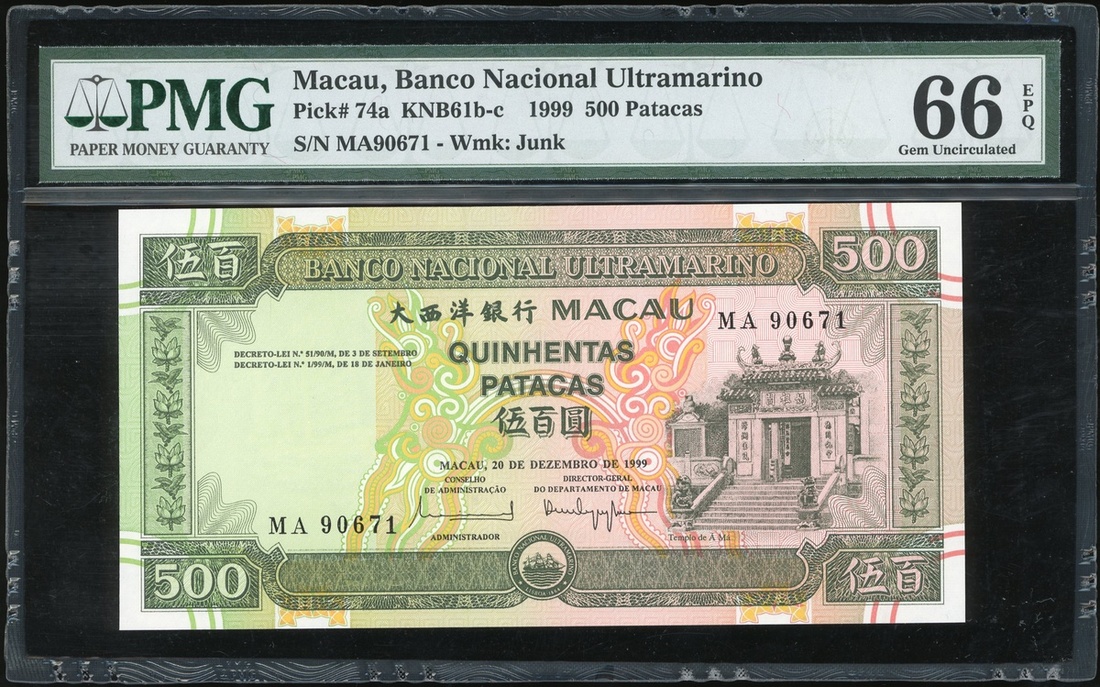 PMG
PAPER MONEY GUARANTY
Macau, Banco Nacional Ultramarino
Pick# 74a KNB61b-c 1999 500 Patacas
S/N MA90671 - Wmk: Junk
66
EPQ
Gem Uncirculated
伍百
BANCO NACIONAL ULTRAMARINO
500
大西洋銀行 MACAU
MA 90671
DECRETO-LEI N.º 51/90/M, DE 3 DE SETEMBRO
DECRETO-LEI N.º 1/99/M, DE 18 DE JANEIRO
QUINHENTAS
PATACAS
伍百圓
MACAU, 20 DE DEZEMBRO DE 1999
CONSELHO
DE ADMINISTRAÇÃO
DIRECTOR-GERAL
DO DEPARTAMENTO DE MACAU
MA 90671
ADMINISTRADOR
Templo de Á Má
500
BANCO NACIONAL ULTRAMARINO
伍百